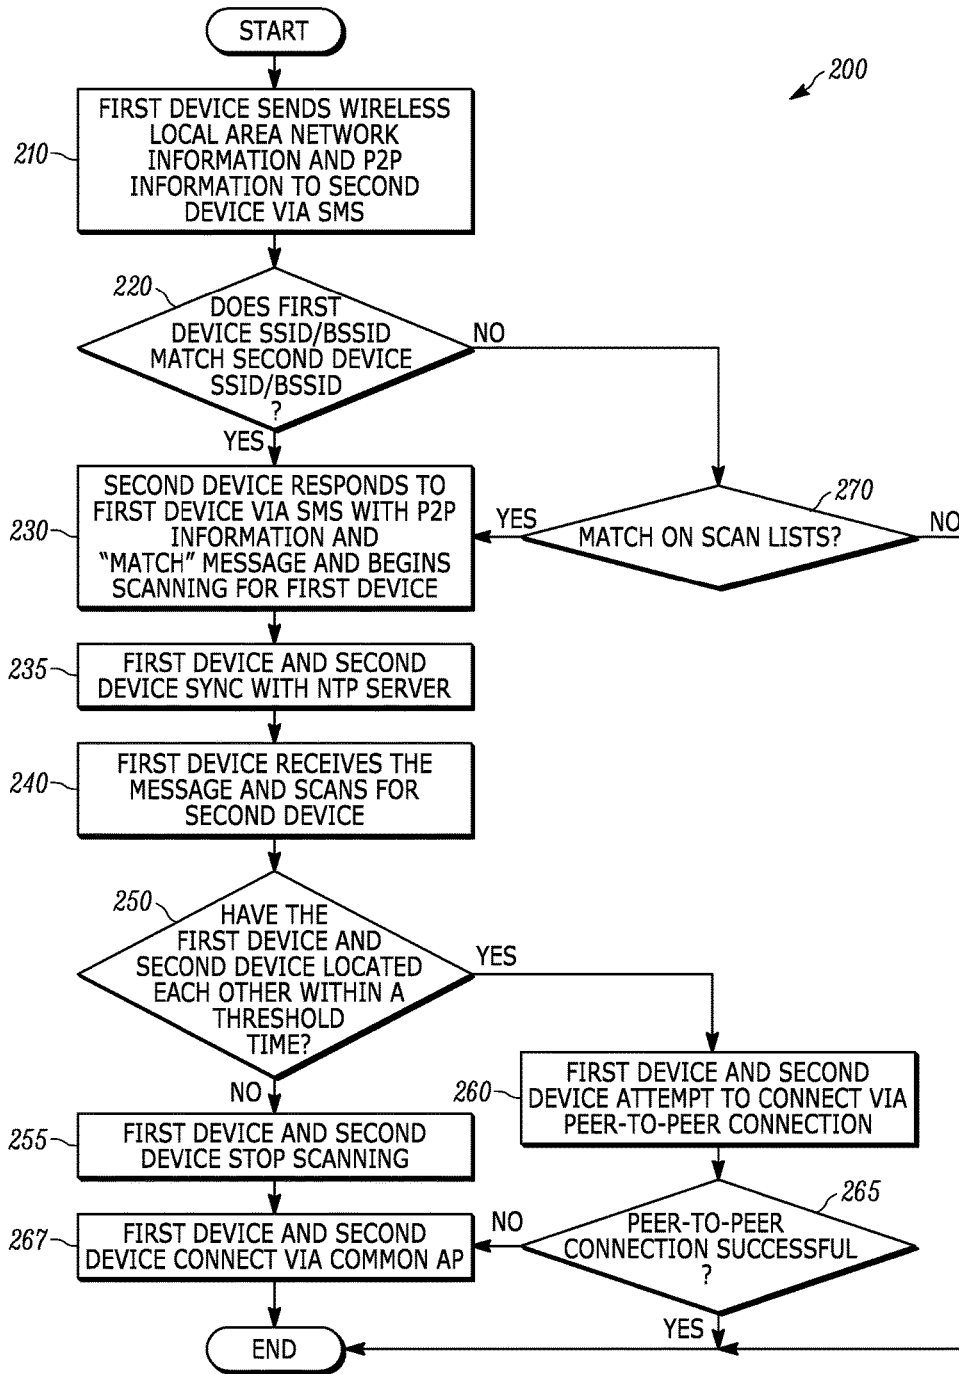 START
200
FIRST DEVICE SENDS WIRELESS
LOCAL AREA NETWORK
INFORMATION AND P2P
INFORMATION TO SECOND
DEVICE VIA SMS
210
220
DOES FIRST
DEVICE SSID/BSSID
MATCH SECOND DEVICE
SSID/BSSID
?
NO
YES
230
SECOND DEVICE RESPONDS TO
FIRST DEVICE VIA SMS WITH P2P
INFORMATION AND
“MATCH” MESSAGE AND BEGINS
SCANNING FOR FIRST DEVICE
YES
270
MATCH ON SCAN LISTS?
NO
235
FIRST DEVICE AND SECOND
DEVICE SYNC WITH NTP SERVER
240
FIRST DEVICE RECEIVES THE
MESSAGE AND SCANS FOR
SECOND DEVICE
250
HAVE THE
FIRST DEVICE AND
SECOND DEVICE LOCATED
EACH OTHER WITHIN A
THRESHOLD
TIME?
YES
NO
260
FIRST DEVICE AND SECOND
DEVICE ATTEMPT TO CONNECT VIA
PEER-TO-PEER CONNECTION
255
FIRST DEVICE AND SECOND
DEVICE STOP SCANNING
265
PEER-TO-PEER
CONNECTION SUCCESSFUL
?
NO
YES
267
FIRST DEVICE AND SECOND
DEVICE CONNECT VIA COMMON AP
END